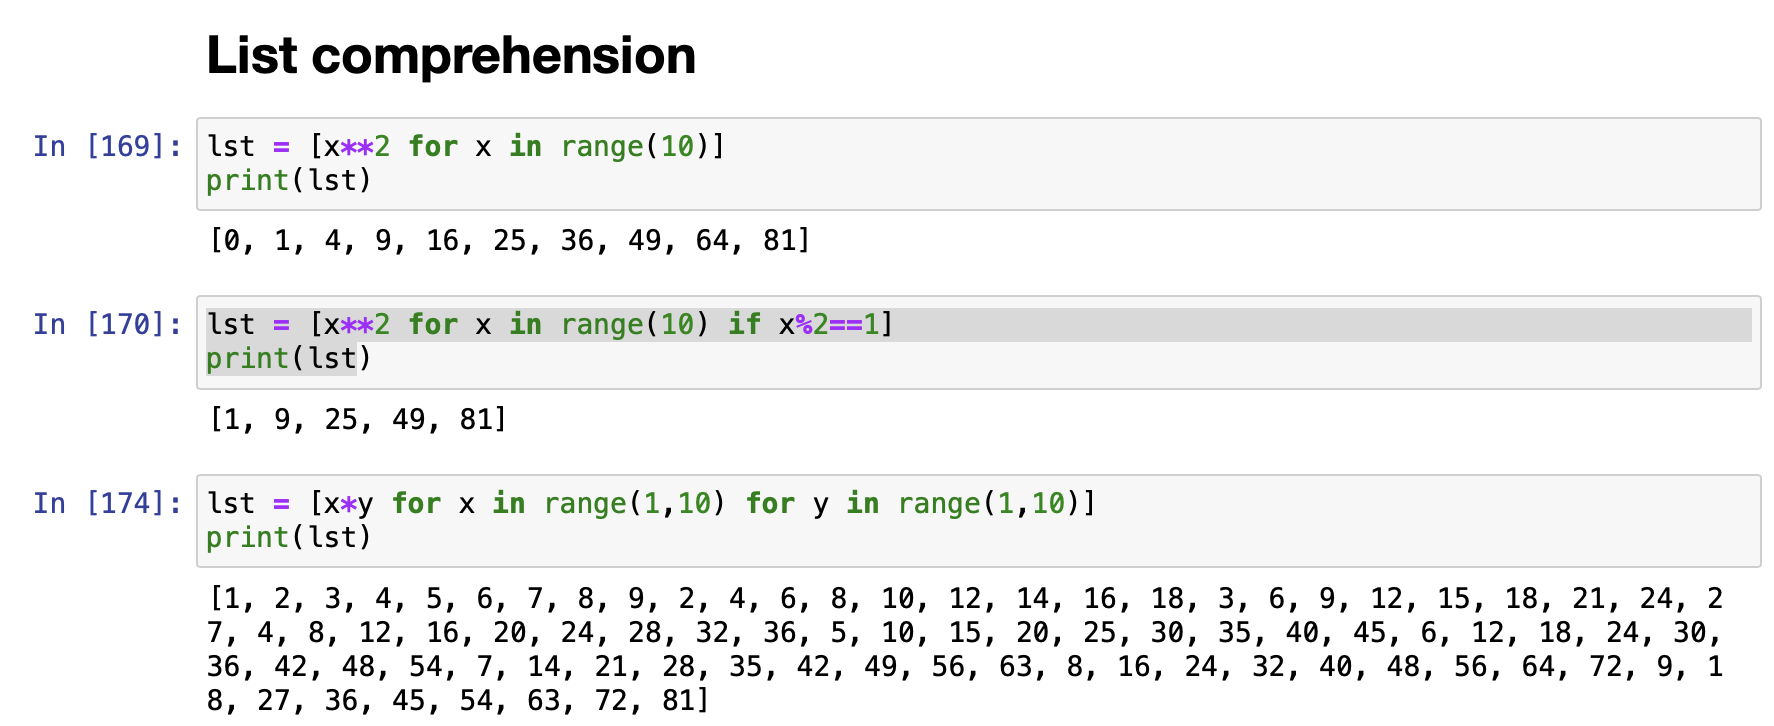 List comprehension
In [169]: lst = [x**2 for x in range(10)]
print(lst)
[0, 1, 4, 9, 16, 25, 36, 49, 64, 81]
In [170]: lst = [x**2 for x in range(10) if x%2==1]
print(lst)
[1, 9, 25, 49, 81]
In [174]: lst = [x*y for x in range(1,10) for y in range(1,10)]
print(lst)
[1, 2, 3, 4, 5, 6, 7, 8, 9, 2, 4, 6, 8, 10, 12, 14, 16, 18, 3, 6, 9, 12, 15, 18, 21, 24, 2
7, 4, 8, 12, 16, 20, 24, 28, 32, 36, 5, 10, 15, 20, 25, 30, 35, 40, 45, 6, 12, 18, 24, 30,
36, 42, 48, 54, 7, 14, 21, 28, 35, 42, 49, 56, 63, 8, 16, 24, 32, 40, 48, 56, 64, 72, 9, 1
8, 27, 36, 45, 54, 63, 72, 81]